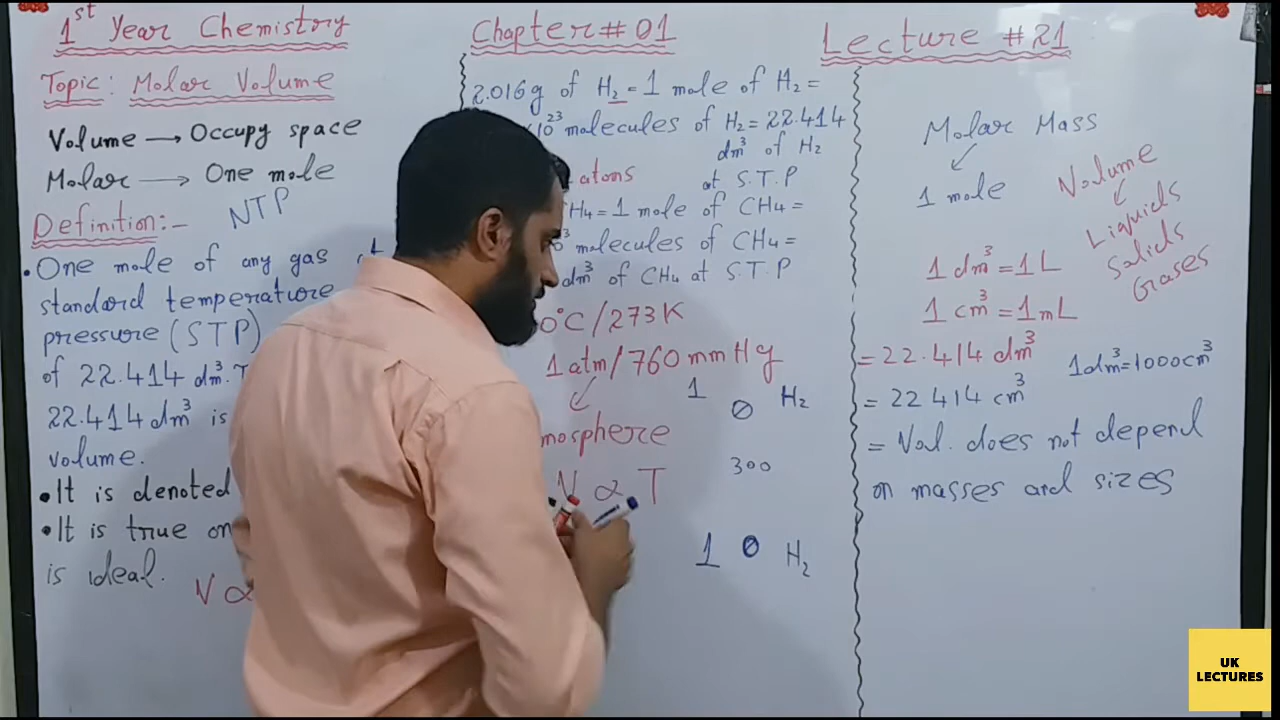 1st Year Chemistry
Chapter # 01
Lecture # 21
Topic: Molar Volume
Volume → Occupy space
Molar → One mole
NTP
Definition:-
• One mole of any gas at
standard temperature
pressure (STP)
of 22.414 dm³.
22.414 dm³ is
volume.
• It is denoted
• It is true on
is ideal.
V ∝
2.016g of H₂ = 1 mole of H₂ =
10²³ molecules of H₂ = 22.414
dm³ of H₂
at S.T.P
atons
H₄ = 1 mole of CH₄ =
molecules of CH₄ =
dm³ of CH₄ at S.T.P
0°C/273K
1 atm/760 mm Hg
mosphere
1 0 H₂
300
V ∝ T
1 0 H₂
Molar Mass
↙
1 mole
Volume
↓
Liquids
Solids
Gases
1 dm³ = 1 L
1 cm³ = 1 mL
= 22.414 dm³
1 dm³ = 1000 cm³
= 22414 cm³
= Vol. does not depend
on masses and sizes
UK
LECTURES